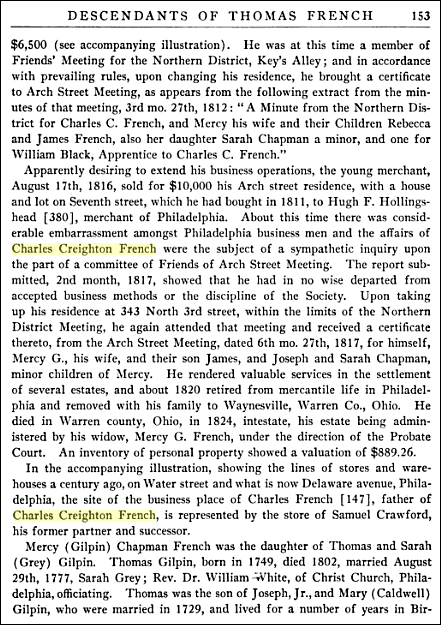 DESCENDANTS OF THOMAS FRENCH 153
$6,500 (see accompanying illustration). He was at this time a member of
Friends' Meeting for the Northern District, Key's Alley; and in accordance
with prevailing rules, upon changing his residence, he brought a certificate
to Arch Street Meeting, as appears from the following extract from the min-
utes of that meeting, 3rd mo. 27th, 1812: "A Minute from the Northern Dis-
trict for Charles C. French, and Mercy his wife and their Children Rebecca
and James French, also her daughter Sarah Chapman a minor, and one for
William Black, Apprentice to Charles C. French."
Apparently desiring to extend his business operations, the young merchant,
August 17th, 1816, sold for $10,000 his Arch street residence, with a house
and lot on Seventh street, which he had bought in 1811, to Hugh F. Hollings-
head [380], merchant of Philadelphia. About this time there was consid-
erable embarrassment amongst Philadelphia business men and the affairs of
Charles Creighton French were the subject of a sympathetic inquiry upon
the part of a committee of Friends of Arch Street Meeting. The report sub-
mitted, 2nd month, 1817, showed that he had in no wise departed from
accepted business methods or the discipline of the Society. Upon taking
up his residence at 343 North 3rd street, within the limits of the Northern
District Meeting, he again attended that meeting and received a certificate
thereto, from the Arch Street Meeting, dated 6th mo. 27th, 1817, for himself,
Mercy G., his wife, and their son James, and Joseph and Sarah Chapman,
minor children of Mercy. He rendered valuable services in the settlement
of several estates, and about 1820 retired from mercantile life in Philadel-
phia and removed with his family to Waynesville, Warren Co., Ohio. He
died in Warren county, Ohio, in 1824, intestate, his estate being admin-
istered by his widow, Mercy G. French, under the direction of the Probate
Court. An inventory of personal property showed a valuation of $889.26.
In the accompanying illustration, showing the lines of stores and ware-
houses a century ago, on Water street and what is now Delaware avenue, Phila-
delphia, the site of the business place of Charles French [147], father of
Charles Creighton French, is represented by the store of Samuel Crawford,
his former partner and successor.
Mercy (Gilpin) Chapman French was the daughter of Thomas and Sarah
(Grey) Gilpin. Thomas Gilpin, born in 1749, died 1802, married August
29th, 1777, Sarah Grey; Rev. Dr. William White, of Christ Church, Phila-
delphia, officiating. Thomas was the son of Joseph, Jr., and Mary (Caldwell)
Gilpin, who were married in 1729, and lived for a number of years in Bir-